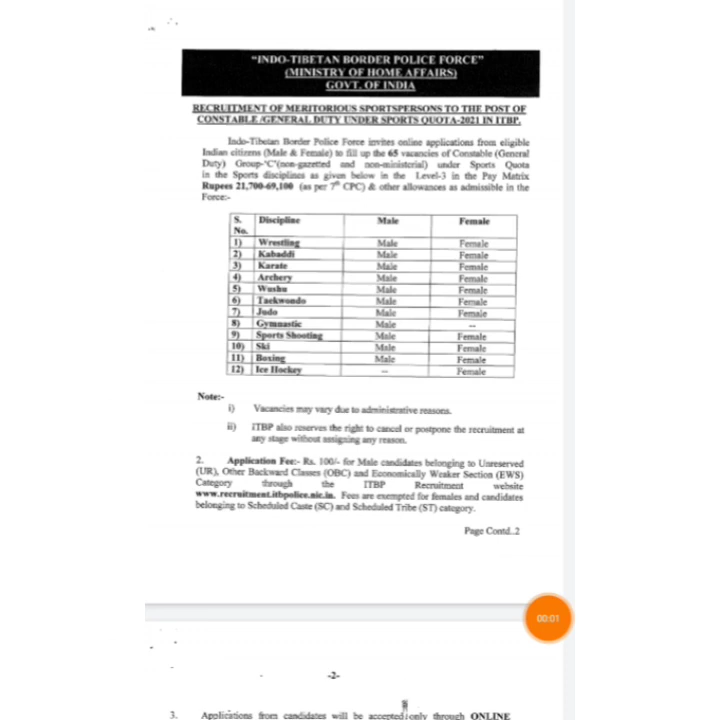 "INDO-TIBETAN BORDER POLICE FORCE"
(MINISTRY OF HOME AFFAIRS)
GOVT. OF INDIA
RECRUITMENT OF MERITORIOUS SPORTSPERSONS TO THE POST OF
CONSTABLE/GENERAL DUTY UNDER SPORTS QUOTA-2021 IN ITBP.
Indo-Tibetan Border Police Force invites online applications from eligible
Indian citizens (Male & Female) to fill up the 65 vacancies of Constable (General
Duty) Group-'C'(non-gazetted and non-ministerial) under Sports Quota
in the Sports disciplines as given below in the Level-3 in the Pay Matrix
Rupees 21,700-69,100 (as per 7th CPC) & other allowances as admissible in the
Force:-
S. No. Discipline Male Female
1) Wrestling Male Female
2) Kabaddi Male Female
3) Karate Male Female
4) Archery Male Female
5) Wushu Male Female
6) Taekwondo Male Female
7) Judo Male Female
8) Gymnastic Male --
9) Sports Shooting Male Female
10) Ski Male Female
11) Boxing Male Female
12) Ice Hockey -- Female
Note:-
i) Vacancies may vary due to administrative reasons.
ii) ITBP also reserves the right to cancel or postpone the recruitment at
any stage without assigning any reason.
2. Application Fee:- Rs. 100/- for Male candidates belonging to Unreserved
(UR), Other Backward Classes (OBC) and Economically Weaker Section (EWS)
Category through the ITBP Recruitment website
www.recruitment.itbpolice.nic.in. Fees are exempted for females and candidates
belonging to Scheduled Caste (SC) and Scheduled Tribe (ST) category.
Page Contd..2
00:01
-2-
3. Applications from candidates will be accepted only through ONLINE